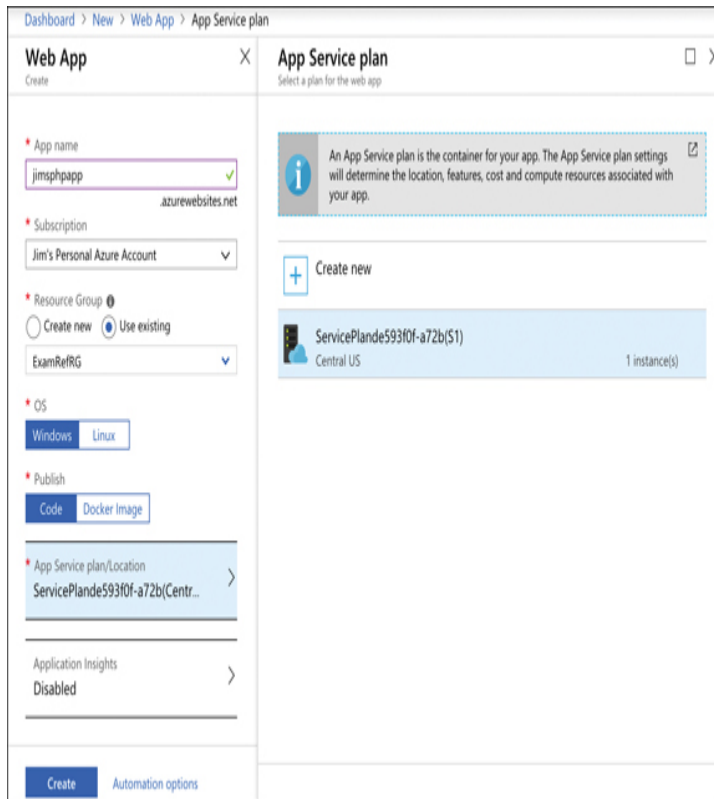 Dashboard > New > Web App > App Service plan
Web App
Create
* App name
jimsphpapp
.azurewebsites.net
* Subscription
Jim's Personal Azure Account
* Resource Group
Create new Use existing
ExamRefRG
* OS
Windows Linux
* Publish
Code Docker Image
* App Service plan/Location
ServicePlande593f0f-a72b(Centr...
Application Insights
Disabled
Create Automation options
App Service plan
Select a plan for the web app
An App Service plan is the container for your app. The App Service plan settings
will determine the location, features, cost and compute resources associated with
your app.
Create new
ServicePlande593f0f-a72b(S1)
Central US 1 instance(s)